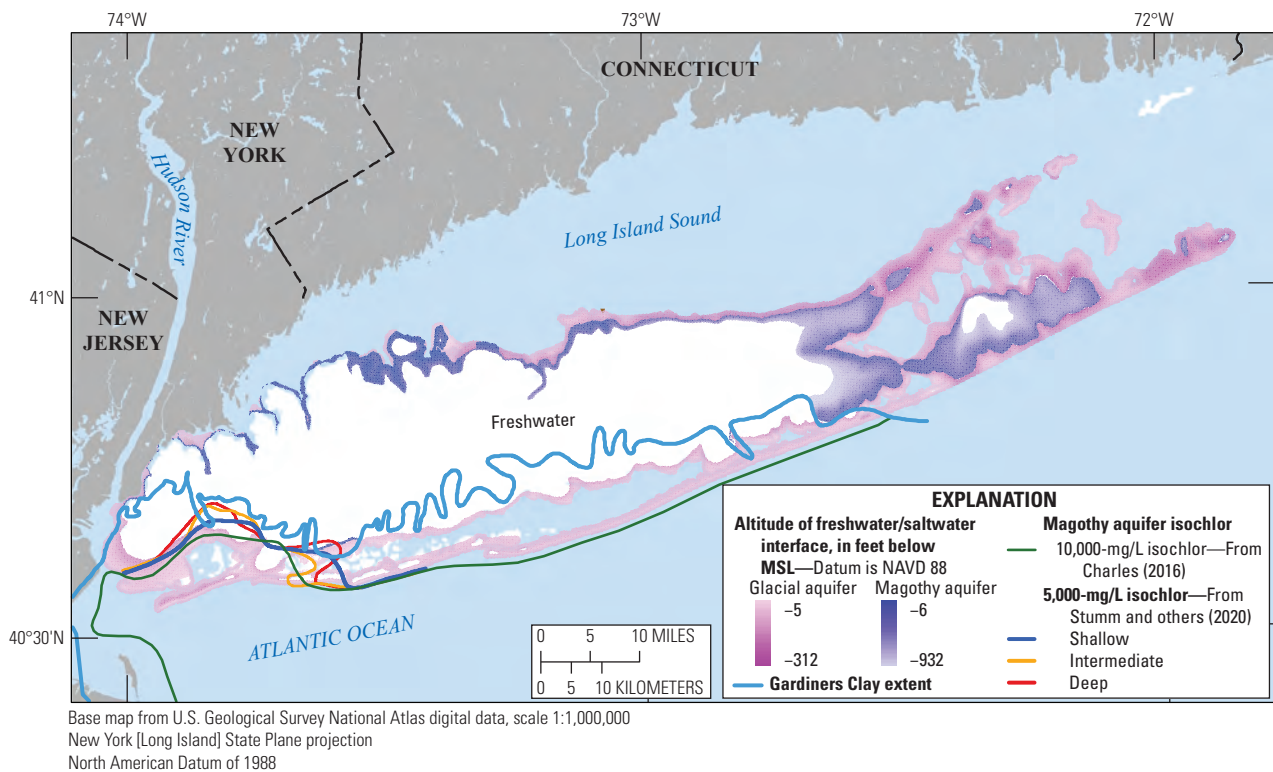 74°W
73°W
72°W
CONNECTICUT
NEW
YORK
Hudson River
Long Island Sound
41°N
NEW
JERSEY
Freshwater
ATLANTIC OCEAN
40°30'N
0 5 10 MILES
0 5 10 KILOMETERS
EXPLANATION
Altitude of freshwater/saltwater
interface, in feet below
MSL—Datum is NAVD 88
Glacial aquifer
−5
−312
Magothy aquifer
−6
−932
Gardiners Clay extent
Magothy aquifer isochlor
10,000-mg/L isochlor—From
Charles (2016)
5,000-mg/L isochlor—From
Stumm and others (2020)
Shallow
Intermediate
Deep
Base map from U.S. Geological Survey National Atlas digital data, scale 1:1,000,000
New York [Long Island] State Plane projection
North American Datum of 1988